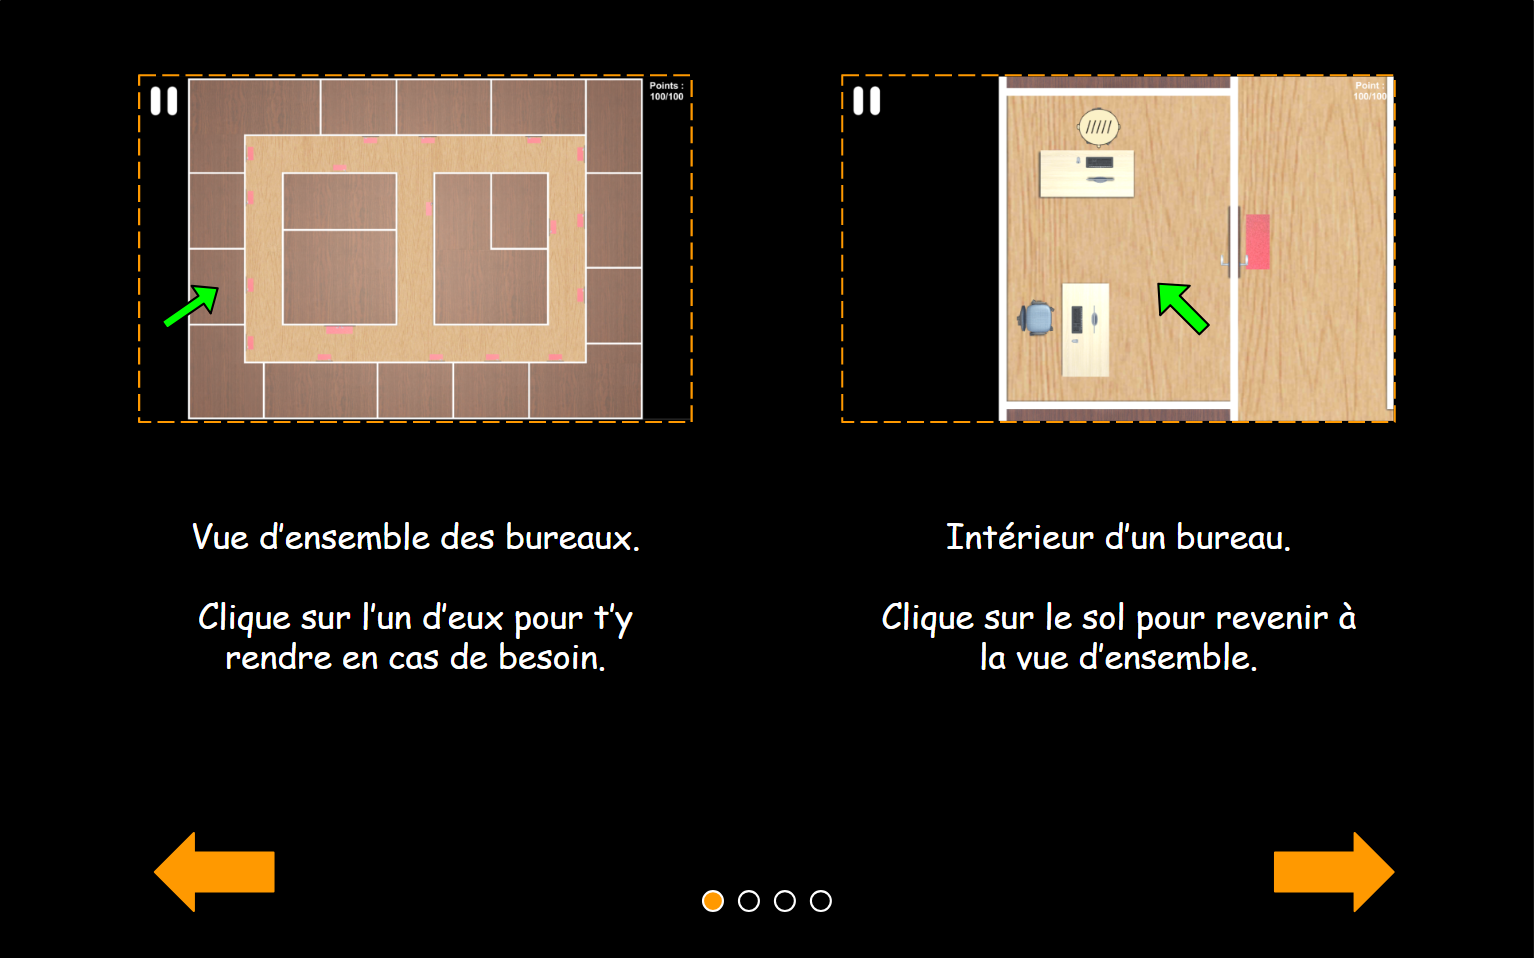 Points :
100/100
Point :
100/100
Vue d'ensemble des bureaux.
Clique sur l'un d'eux pour t'y
rendre en cas de besoin.
Intérieur d'un bureau.
Clique sur le sol pour revenir à
la vue d'ensemble.